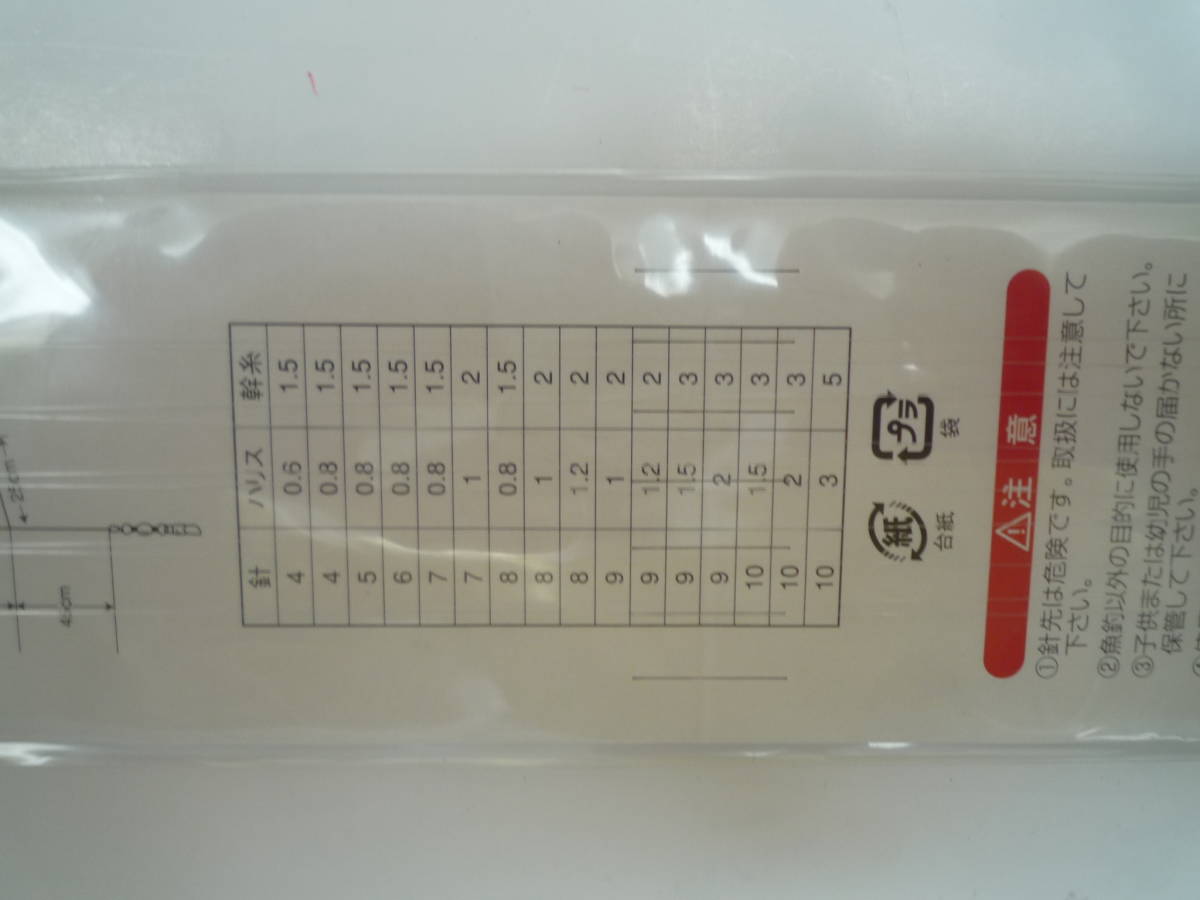 25cm
針 ハリス 幹糸
4 0.6 1.5
4 0.8 1.5
5 0.8 1.5
6 0.8 1.5
7 0.8 1.5
7 1 2
8 0.8 1.5
8 1 2
8 1.2 2
9 1 2
9 1.2 2
9 1.5 3
9 2 3
10 1.5 3
10 2 3
10 3 5
紙
台紙
プラ
袋
注意
①針先は危険です。取扱には注意して
下さい。
②魚釣以外の目的に使用しないで下さい。
③子供または幼児の手の届かない所に
保管して下さい。